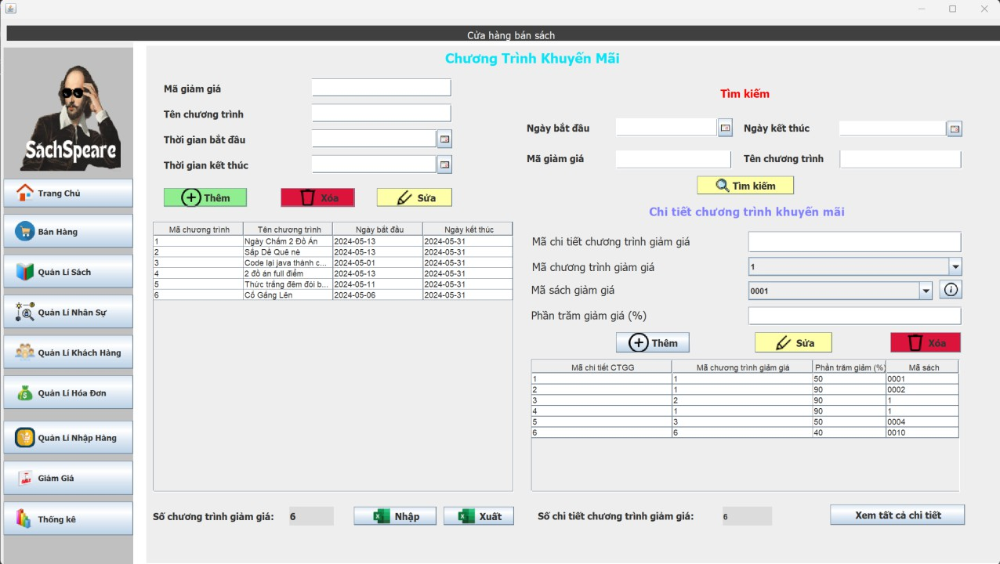 Cửa hàng bán sách
SáchSpeare
Trang Chủ
Bán Hàng
Quản Lí Sách
Quản Lí Nhân Sự
Quản Lí Khách Hàng
Quản Lí Hóa Đơn
Quản Lí Nhập Hàng
Giảm Giá
Thống kê
Chương Trình Khuyến Mãi
Mã giảm giá
Tên chương trình
Thời gian bắt đầu
Thời gian kết thúc
Thêm Xóa Sửa
Mã chương trình Tên chương trình Ngày bắt đầu Ngày kết thúc
1 Ngày Chấm 2 Đồ Án 2024-05-13 2024-05-31
2 Sắp Dề Quê nè 2024-05-13 2024-05-31
3 Code lại java thành c... 2024-05-01 2024-05-31
4 2 đồ án full điểm 2024-05-13 2024-05-31
5 Thức trắng đêm đói b... 2024-05-11 2024-05-31
6 Cố Gắng Lên 2024-05-06 2024-05-31
Số chương trình giảm giá: 6 Nhập Xuất
Tìm kiếm
Ngày bắt đầu Ngày kết thúc
Mã giảm giá Tên chương trình
Tìm kiếm
Chi tiết chương trình khuyến mãi
Mã chi tiết chương trình giảm giá
Mã chương trình giảm giá 1
Mã sách giảm giá 0001
Phần trăm giảm giá (%)
Thêm Sửa Xóa
Mã chi tiết CTGG Mã chương trình giảm giá Phần trăm giảm (%) Mã sách
1 1 50 0001
2 1 90 0002
3 2 90 1
4 1 90 1
5 3 50 0004
6 6 40 0010
Số chi tiết chương trình giảm giá: 6 Xem tất cả chi tiết